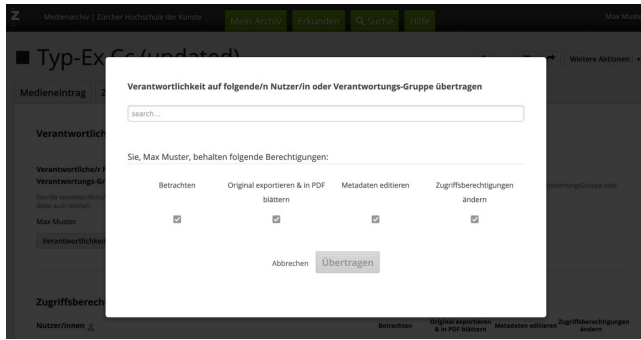 Z Medienarchiv | Zürcher Hochschule der Künste Mein Archiv Erkunden Suche Hilfe Max Muste
Typ-Ex Cc (updated)
Weitere Aktionen
Medieneintrag Z
Verantwortlichkeit auf folgende/n Nutzer/in oder Verantwortungs-Gruppe übertragen
search...
Verantwortlich
Sie, Max Muster, behalten folgende Berechtigungen:
Verantwortliche/r N
Verantwortungs-Gr
Betrachten
Original exportieren & in PDF blättern
Metadaten editieren
Zugriffsberechtigungen ändern
Max Muster
Verantwortlichkeit
Abbrechen Übertragen
Zugriffsberech
Nutzer/innen
Betrachten
Original exportieren & in PDF blättern
Metadaten editieren
Zugriffsberechtigungen ändern